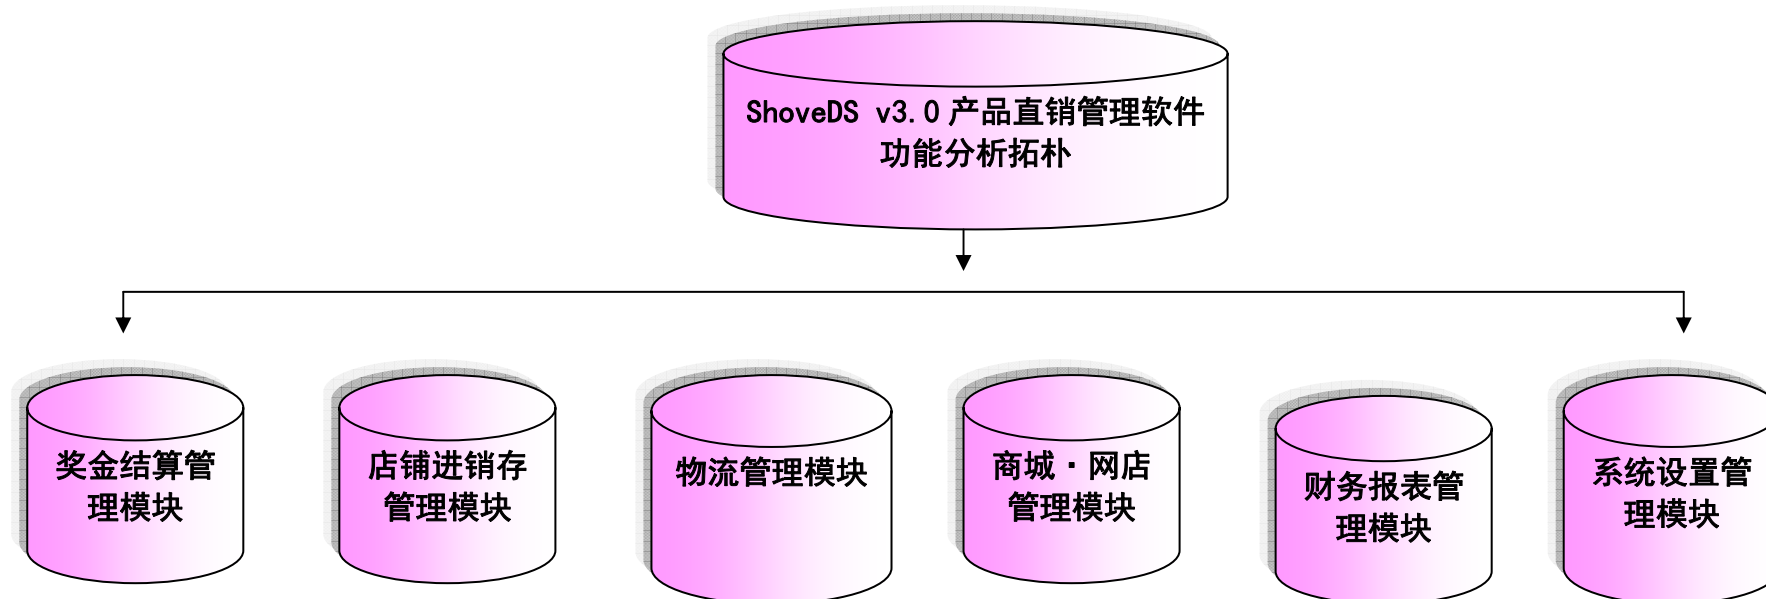 ShoveDS v3.0 产品直销管理软件
功能分析拓朴
奖金结算管
理模块
店铺进销存
管理模块
物流管理模块
商城·网店
管理模块
财务报表管
理模块
系统设置管
理模块